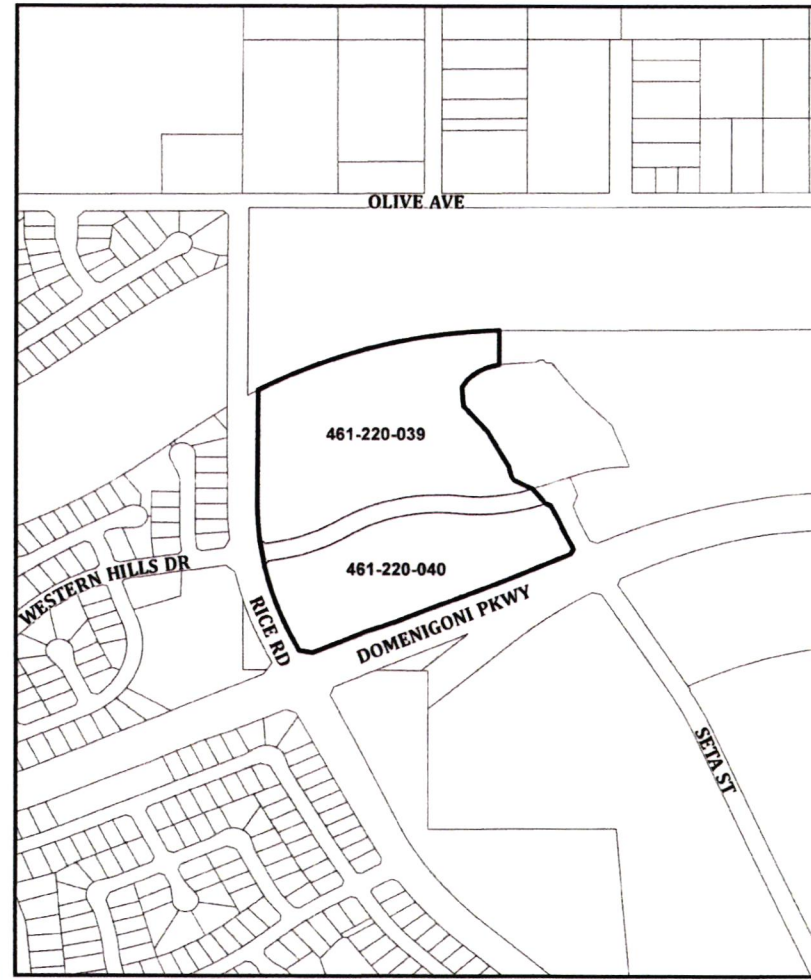 OLIVE AVE
461-220-039
WESTERN HILLS DR
461-220-040
RICE RD
DOMENIGONI PKWY
SETA ST